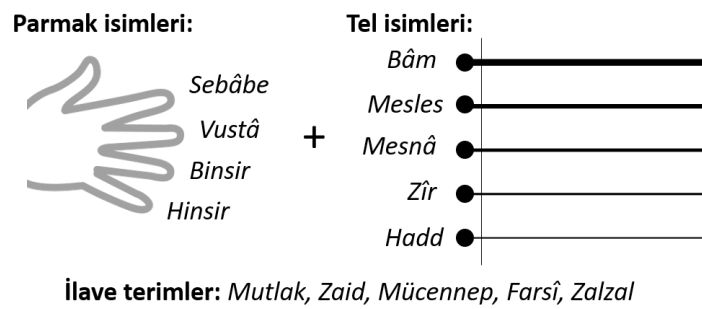 Parmak isimleri:
Sebâbe
Vustâ
Binsir
Hinsir
+
Tel isimleri:
Bâm
Mesles
Mesnâ
Zîr
Hadd
İlave terimler: Mutlak, Zaid, Mücennep, Farsî, Zalzal